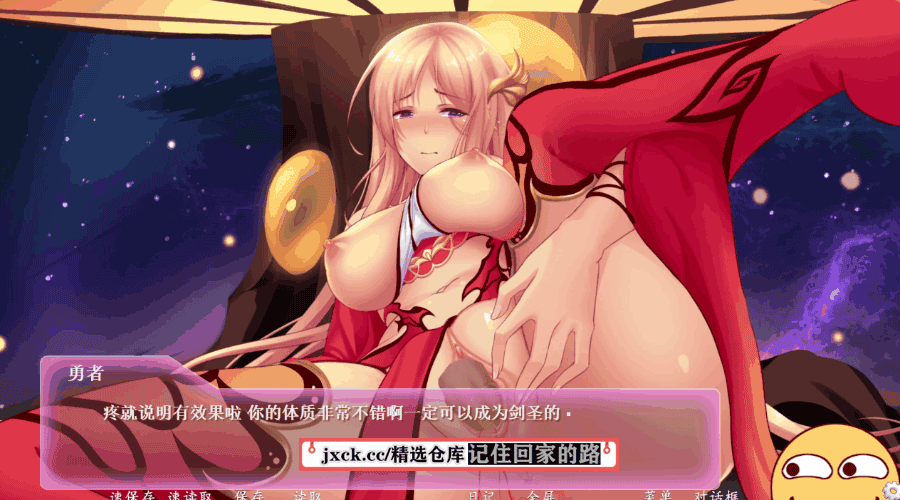 勇者
疼就说明有效果啦 你的体质非常不错啊一定可以成为剑圣的。
jxck.cc/精选仓库 记住回家的路
速保存 速读取 保存 读取 日记 全屏 菜单 对话框